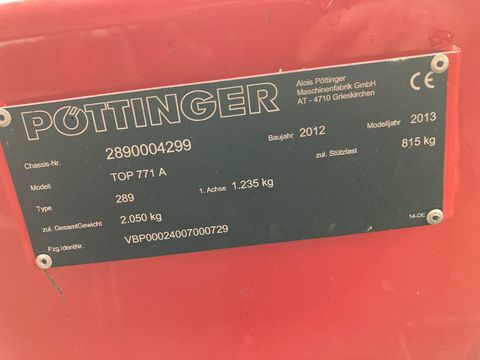 PÖTTINGER
Alois Pöttinger
Maschinenfabrik GmbH
AT - 4710 Grieskirchen
CE
Chassis-Nr. 2890004299 Baujahr 2012 Modelljahr 2013
Modell TOP 771 A zul. Stützlast 815 kg
Type 289 1. Achse 1.235 kg
zul. Gesamtgewicht 2.050 kg
Fzg.IdentNr. VBP00024007000729 14-DE